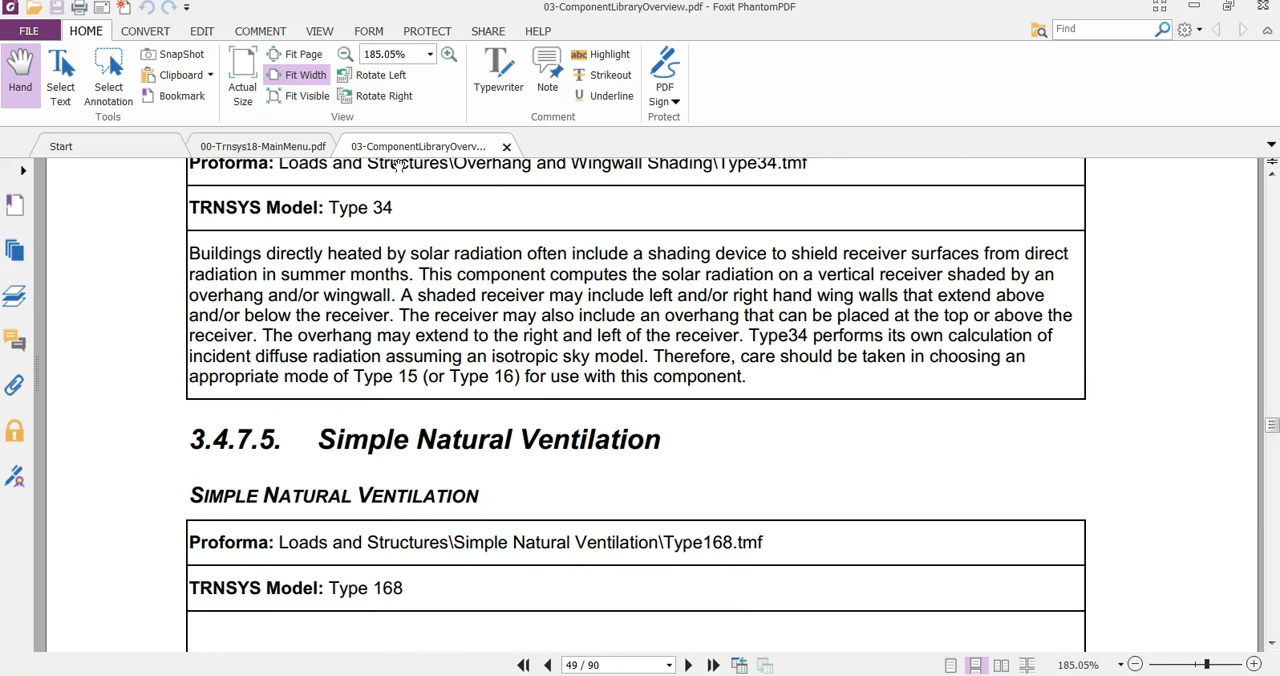 03-ComponentLibraryOverview.pdf - Foxit PhantomPDF
FILE HOME CONVERT EDIT COMMENT VIEW FORM PROTECT SHARE HELP
Find
Hand
Select Text
Select Annotation
SnapShot
Clipboard
Bookmark
Tools
Actual Size
Fit Page
Fit Width
Fit Visible
185.05%
Rotate Left
Rotate Right
View
Typewriter
Note
Highlight
Strikeout
Underline
Comment
PDF Sign
Protect
Start
00-Trnsys18-MainMenu.pdf
03-ComponentLibraryOverv...
Proforma: Loads and Structures\Overhang and Wingwall Shading\Type34.tmf
TRNSYS Model: Type 34
Buildings directly heated by solar radiation often include a shading device to shield receiver surfaces from direct
radiation in summer months. This component computes the solar radiation on a vertical receiver shaded by an
overhang and/or wingwall. A shaded receiver may include left and/or right hand wing walls that extend above
and/or below the receiver. The receiver may also include an overhang that can be placed at the top or above the
receiver. The overhang may extend to the right and left of the receiver. Type34 performs its own calculation of
incident diffuse radiation assuming an isotropic sky model. Therefore, care should be taken in choosing an
appropriate mode of Type 15 (or Type 16) for use with this component.
3.4.7.5. Simple Natural Ventilation
SIMPLE NATURAL VENTILATION
Proforma: Loads and Structures\Simple Natural Ventilation\Type168.tmf
TRNSYS Model: Type 168
49 / 90
185.05%